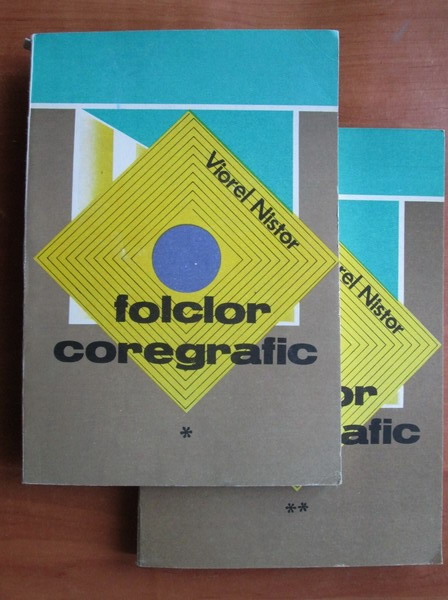 Viorel Nistor
folclor
coregrafic
*
rel Nistor
or
afic
**